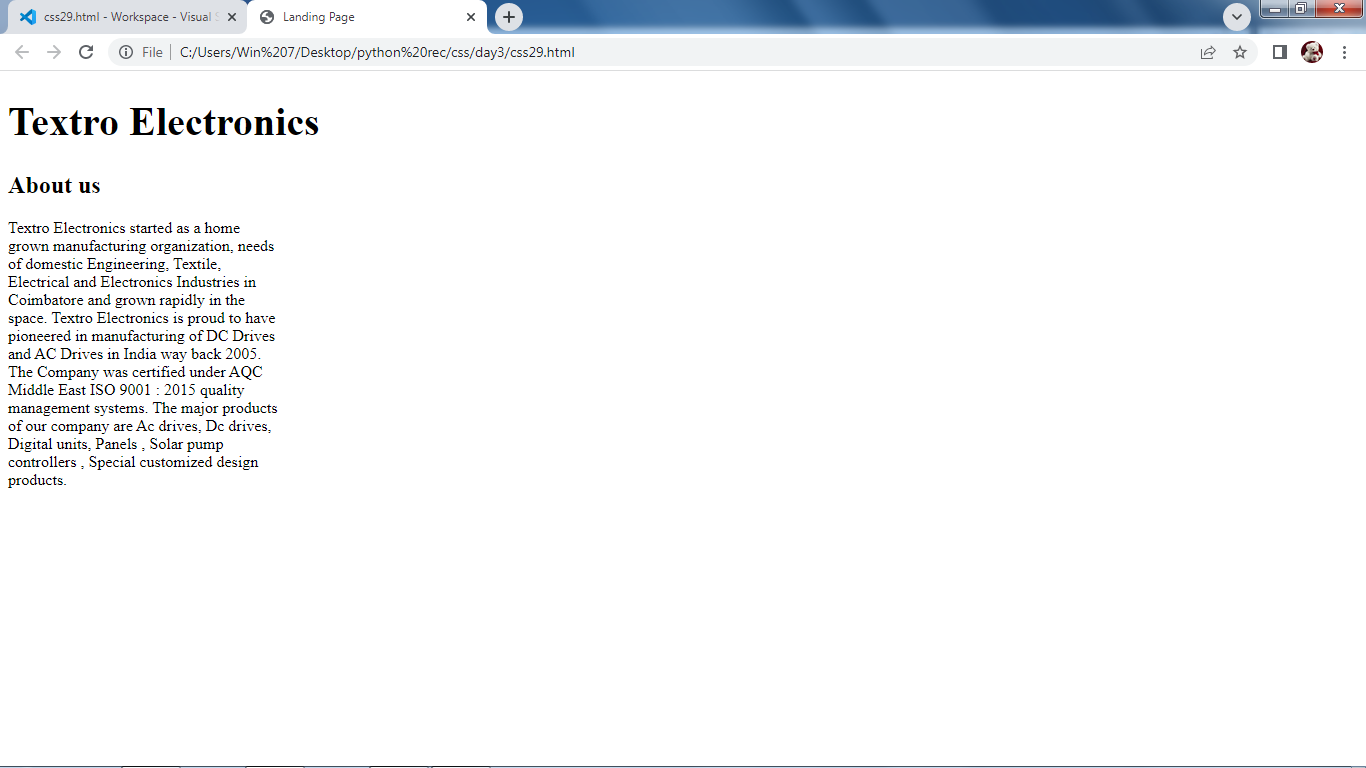 css29.html - Workspace - Visual S
Landing Page
File
C:/Users/Win%207/Desktop/python%20rec/css/day3/css29.html
Textro Electronics
About us
Textro Electronics started as a home
grown manufacturing organization, needs
of domestic Engineering, Textile,
Electrical and Electronics Industries in
Coimbatore and grown rapidly in the
space. Textro Electronics is proud to have
pioneered in manufacturing of DC Drives
and AC Drives in India way back 2005.
The Company was certified under AQC
Middle East ISO 9001 : 2015 quality
management systems. The major products
of our company are Ac drives, Dc drives,
Digital units, Panels , Solar pump
controllers , Special customized design
products.